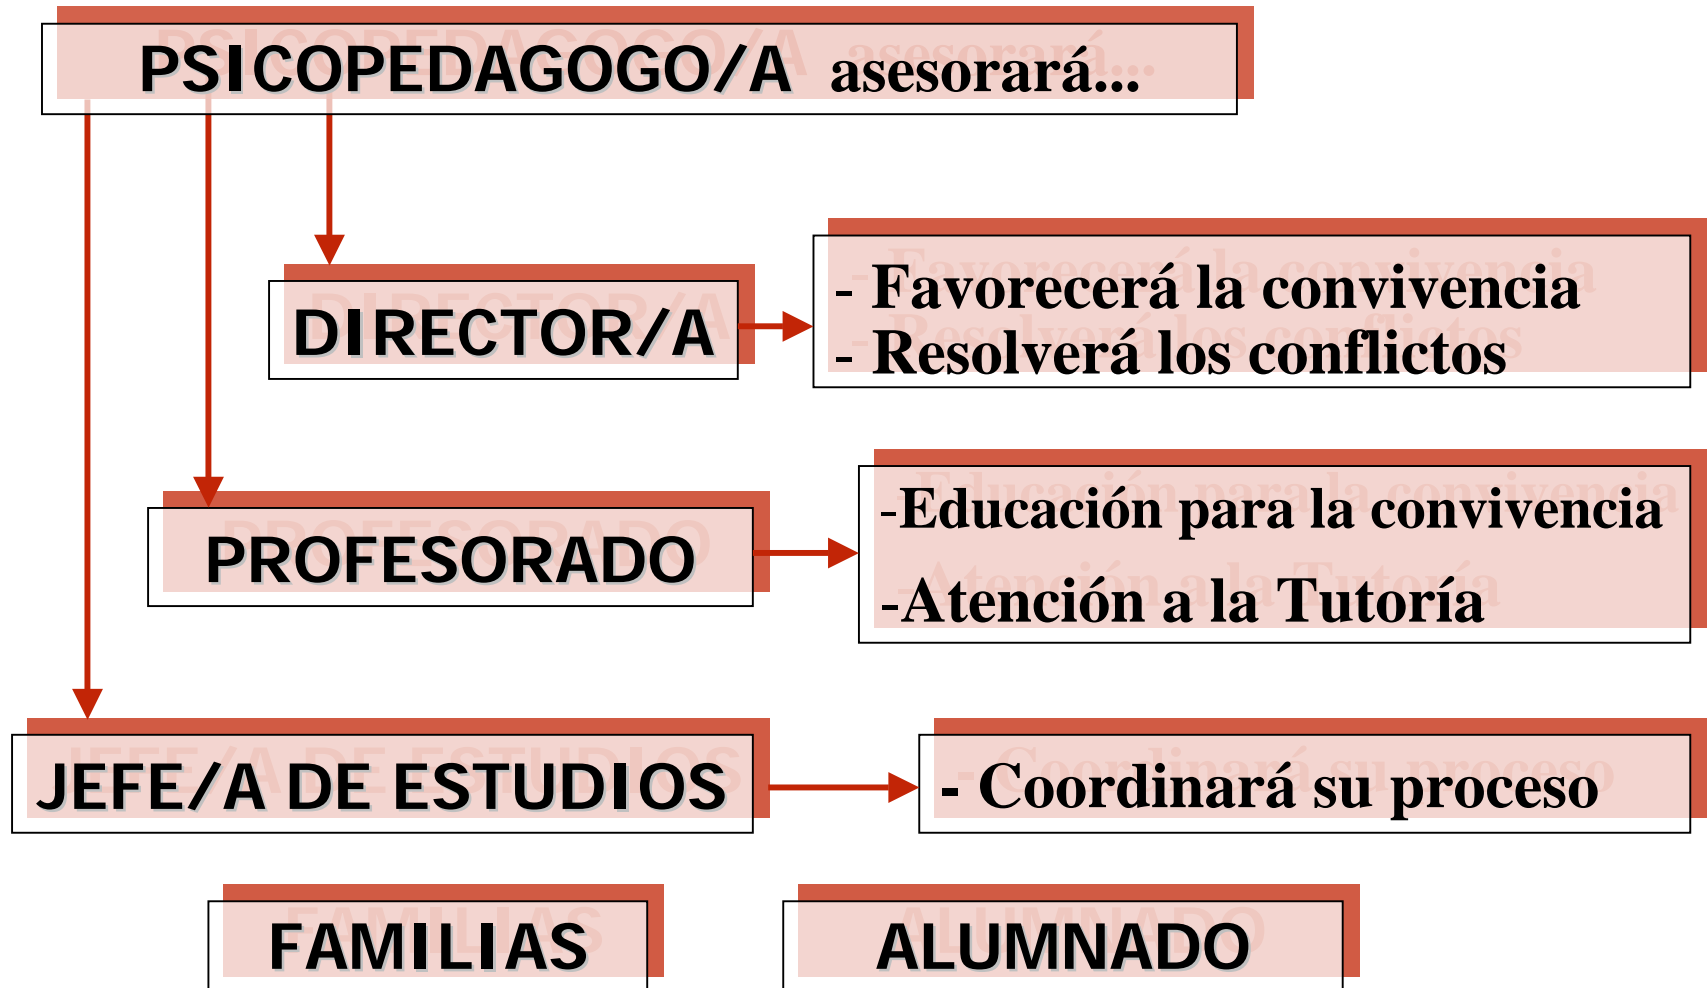 PSICOPEDAGOGO/A asesorará...
DIRECTOR/A
- Favorecerá la convivencia
- Resolverá los conflictos
PROFESORADO
-Educación para la convivencia
-Atención a la Tutoría
JEFE/A DE ESTUDIOS
- Coordinará su proceso
FAMILIAS
ALUMNADO